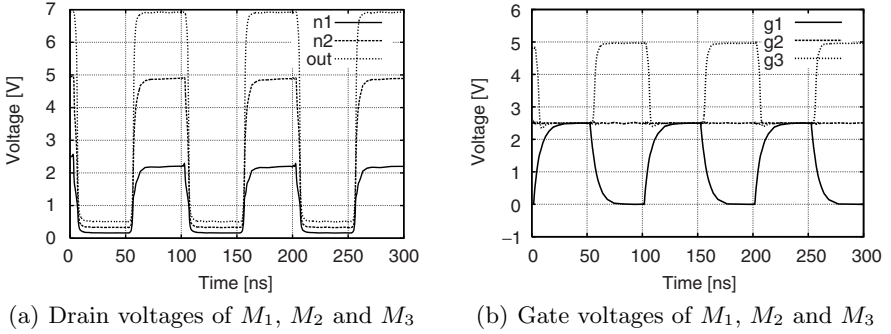 7
6
5
4
3
2
1
0
Voltage [V]
n1
n2
out
0 50 100 150 200 250 300
Time [ns]
(a) Drain voltages of M1, M2 and M3
6
5
4
3
2
1
0
−1
Voltage [V]
g1
g2
g3
0 50 100 150 200 250 300
Time [ns]
(b) Gate voltages of M1, M2 and M3